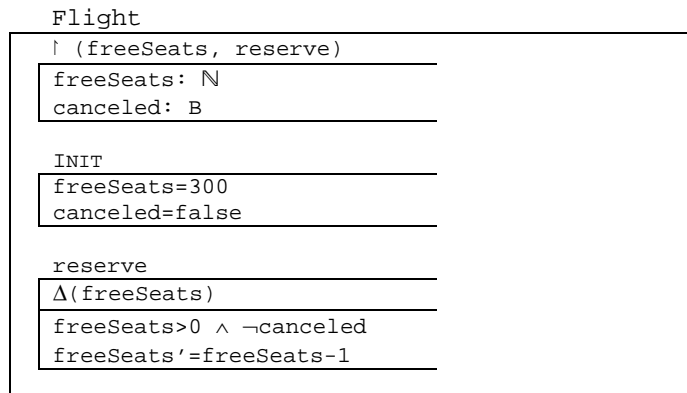 Flight
↾ (freeSeats, reserve)
freeSeats: ℕ
canceled: B
INIT
freeSeats=300
canceled=false
reserve
Δ(freeSeats)
freeSeats>0 ∧ ¬canceled
freeSeats′=freeSeats-1